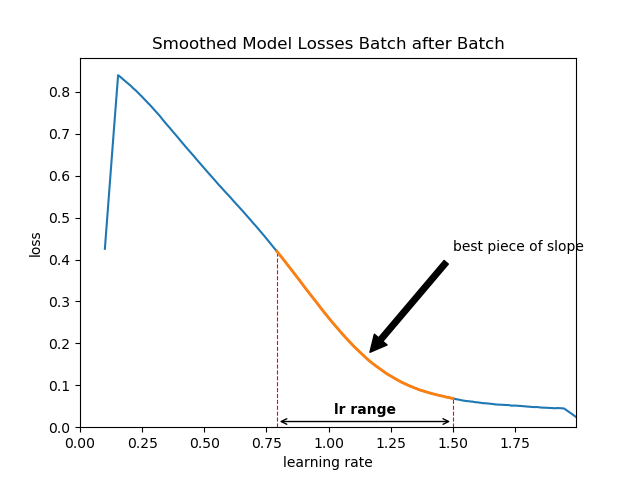 Smoothed Model Losses Batch after Batch
0.8
0.7
0.6
0.5
best piece of slope
0.4
0.3
0.2
0.1
lr range
0.0
0.00 0.25 0.50 0.75 1.00 1.25 1.50 1.75
loss
learning rate